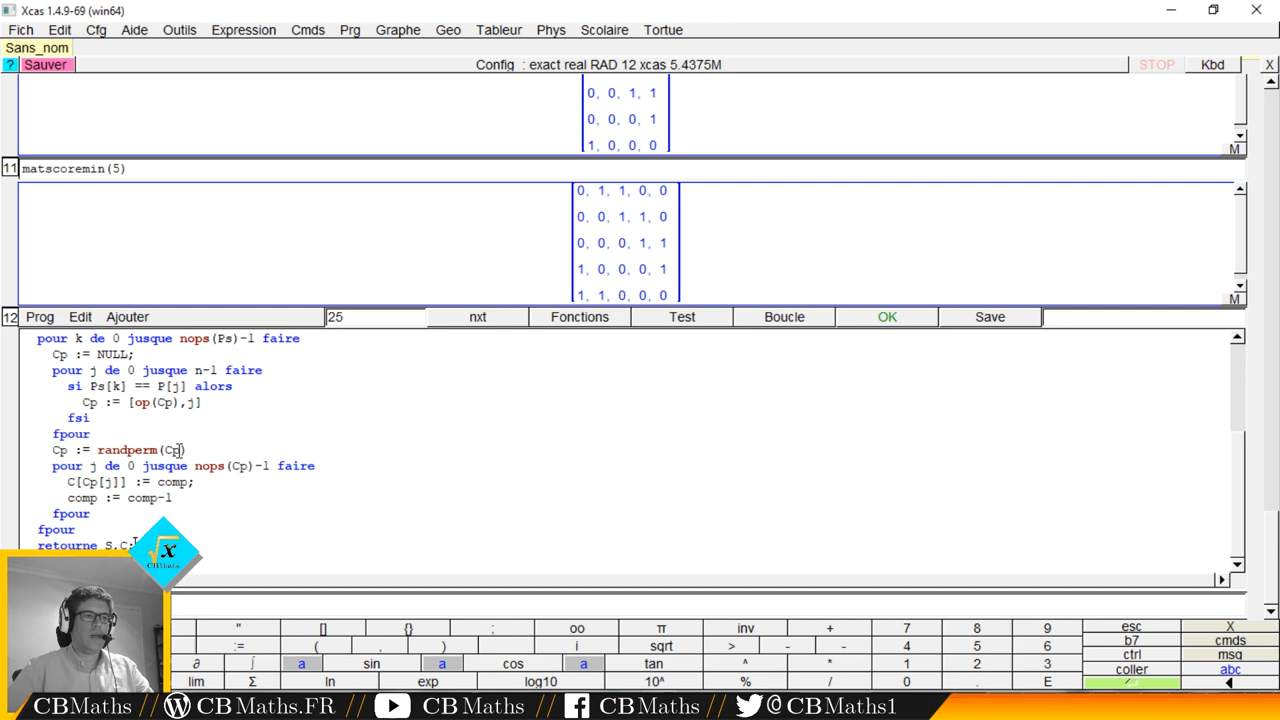 Xcas 1.4.9-69 (win64)
Fich Edit Cfg Aide Outils Expression Cmds Prg Graphe Geo Tableur Phys Scolaire Tortue
Sans_nom
? Sauver Config : exact real RAD 12 xcas 5.4375M STOP Kbd X
0, 0, 1, 1
0, 0, 0, 1
1, 0, 0, 0
M
11 matscoremin(5)
0, 1, 1, 0, 0
0, 0, 1, 1, 0
0, 0, 0, 1, 1
1, 0, 0, 0, 1
1, 1, 0, 0, 0
M
12 Prog Edit Ajouter 25 nxt Fonctions Test Boucle OK Save
pour k de 0 jusque nops(Ps)-1 faire
Cp := NULL;
pour j de 0 jusque n-1 faire
si Ps[k] == P[j] alors
Cp := [op(Cp),j]
fsi
fpour
Cp := randperm(Cp)
pour j de 0 jusque nops(Cp)-1 faire
C[Cp[j]] := comp;
comp := comp-1
fpour
fpour
retourne S,C;
√x
CBMaths
" [] {} ; oo π inv + 7 8 9 esc X
:= ( , ) i sqrt > - - 4 5 6 b7 cmds
ctrl msg
∂ ∫ a sin a cos a tan ^ * 1 2 3 coller abc
lim Σ ln exp log10 10^ % / 0 . E
CBMaths CBMaths.FR CBMaths CBMaths @CBMaths1